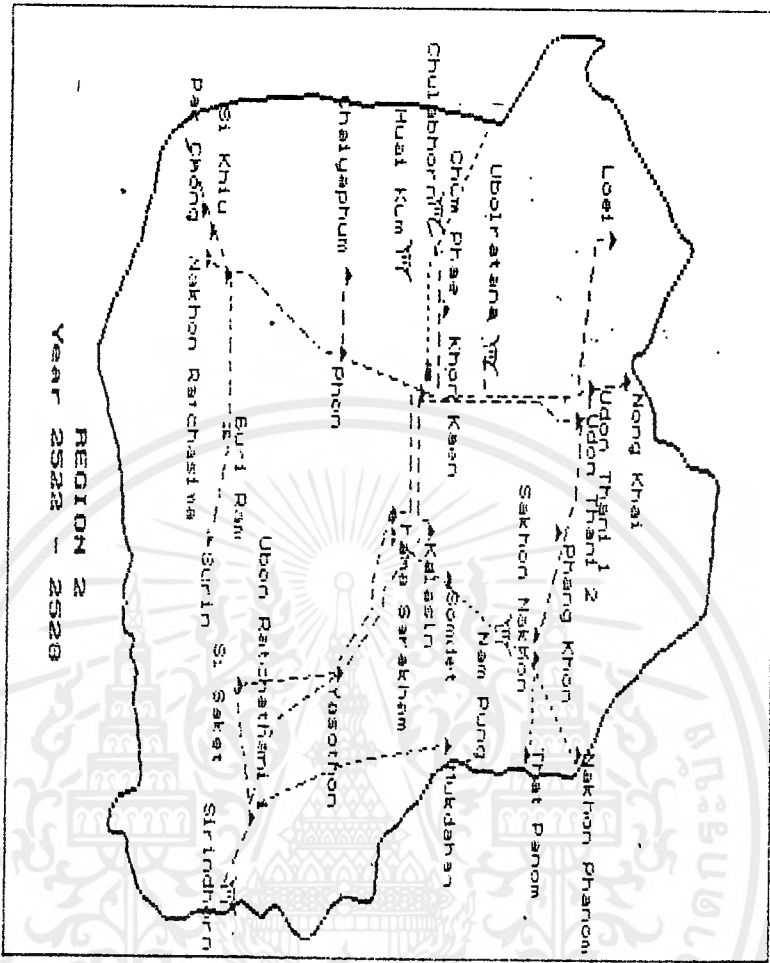 Nong Khai
Loei
Udon Thani 1
Udon Thani 2
Nakhon Phanom
Phang Khon
That Panom
Sakhon Nakhon
Ubolratana
Nam Pung
Chum Phae
Khon Kaen
Somdet
Mukdahan
Chulabhorn
Kalasin
Huai Kum
Maha Sarakham
Chaiyaphum
Phon
Yasothon
Ubon Ratchathani
Si Khiu
Buri Ram
Si Saket
Sirindhorn
Pak Chong
Nakhon Ratchasima
Surin
REGION 2
Year 2522 - 2528